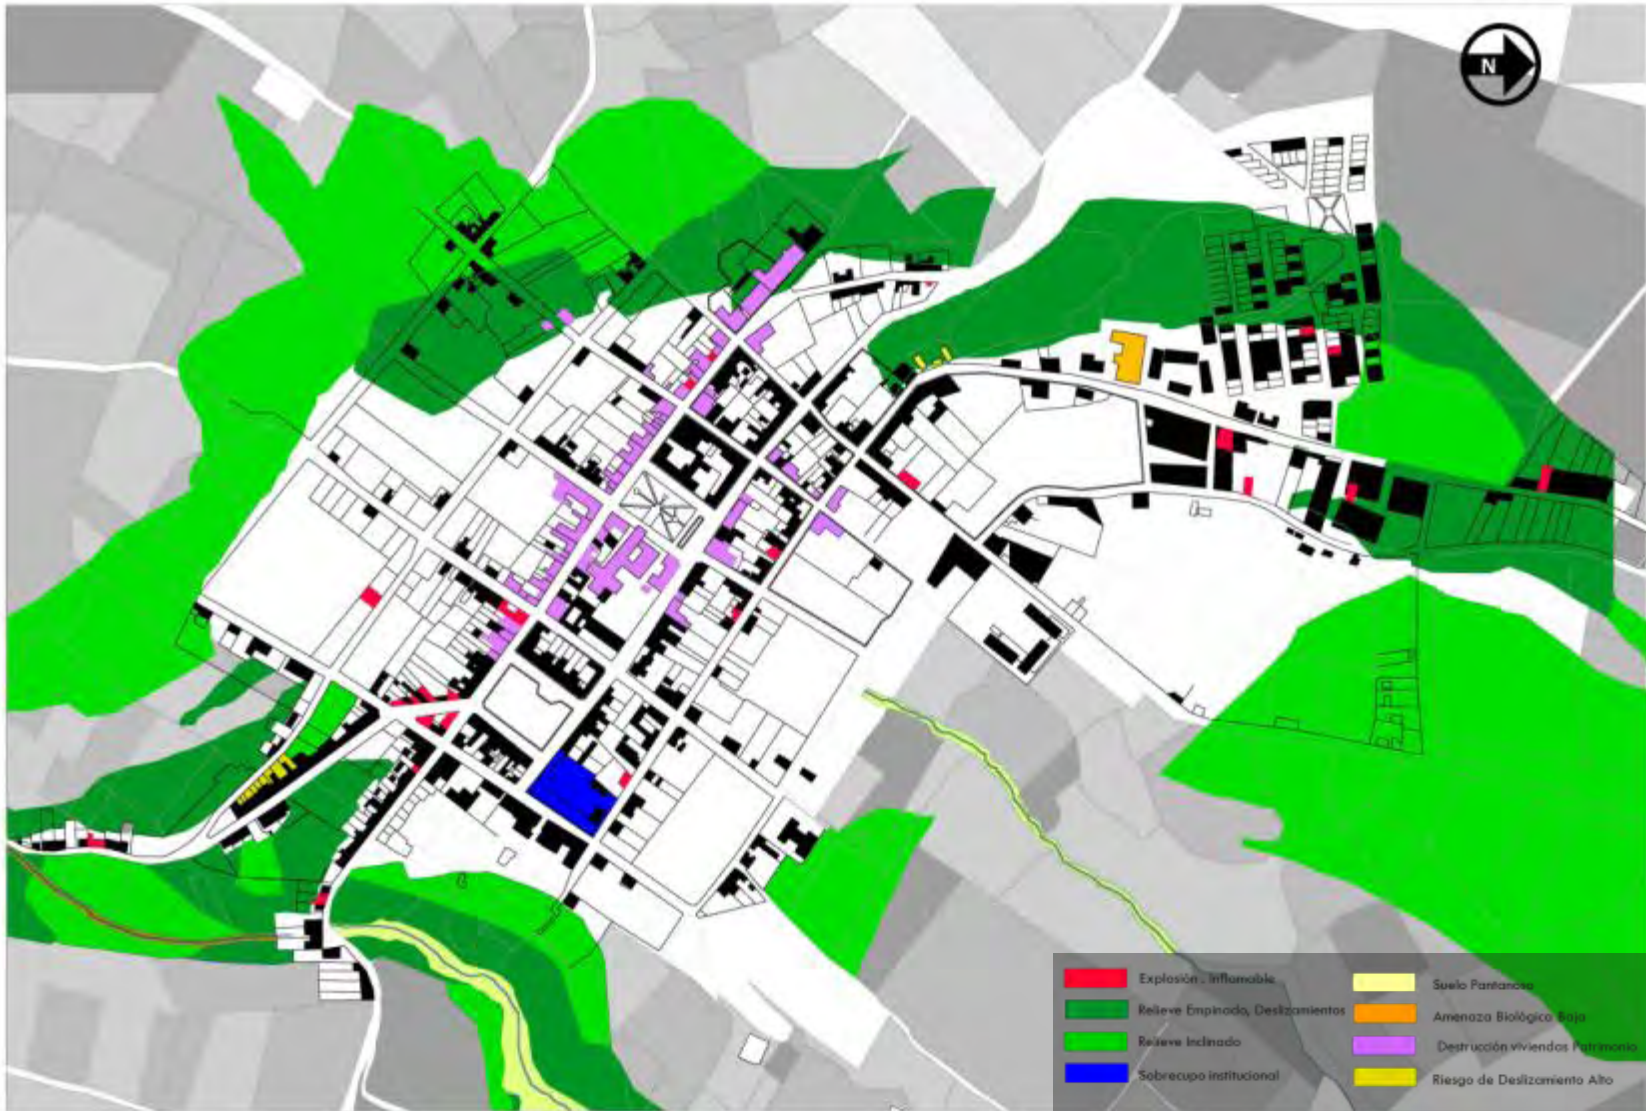 N
Explosión . Inflamable
Relieve Empinado, Deslizamientos
Relieve Inclinado
Sobrecupo institucional
Suelo Pantanoso
Amenaza Biológica Baja
Destrucción viviendas Patrimonio
Riesgo de Deslizamiento Alto